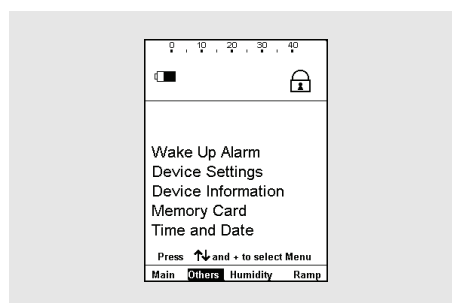 0 10 20 30 40
Wake Up Alarm
Device Settings
Device Information
Memory Card
Time and Date
Press ↑↓ and + to select Menu
Main Others Humidity Ramp